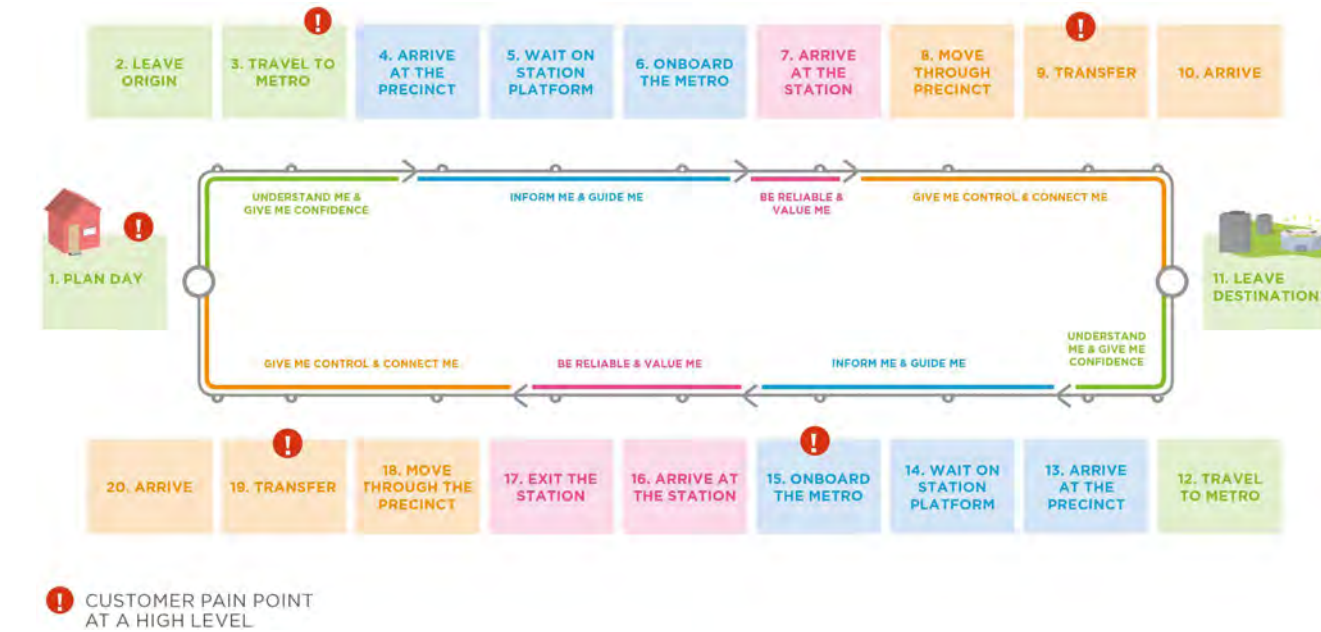 2. LEAVE
ORIGIN
3. TRAVEL TO
METRO
!
4. ARRIVE
AT THE
PRECINCT
5. WAIT ON
STATION
PLATFORM
6. ONBOARD
THE METRO
7. ARRIVE
AT THE
STATION
8. MOVE
THROUGH
PRECINCT
!
9. TRANSFER
10. ARRIVE
UNDERSTAND ME &
GIVE ME CONFIDENCE
INFORM ME & GUIDE ME
BE RELIABLE &
VALUE ME
GIVE ME CONTROL & CONNECT ME
!
1. PLAN DAY
11. LEAVE
DESTINATION
UNDERSTAND
ME & GIVE ME
CONFIDENCE
GIVE ME CONTROL & CONNECT ME
BE RELIABLE & VALUE ME
INFORM ME & GUIDE ME
20. ARRIVE
!
19. TRANSFER
18. MOVE
THROUGH THE
PRECINCT
17. EXIT THE
STATION
16. ARRIVE AT
THE STATION
!
15. ONBOARD
THE METRO
14. WAIT ON
STATION
PLATFORM
13. ARRIVE
AT THE
PRECINCT
12. TRAVEL
TO METRO
!
CUSTOMER PAIN POINT
AT A HIGH LEVEL